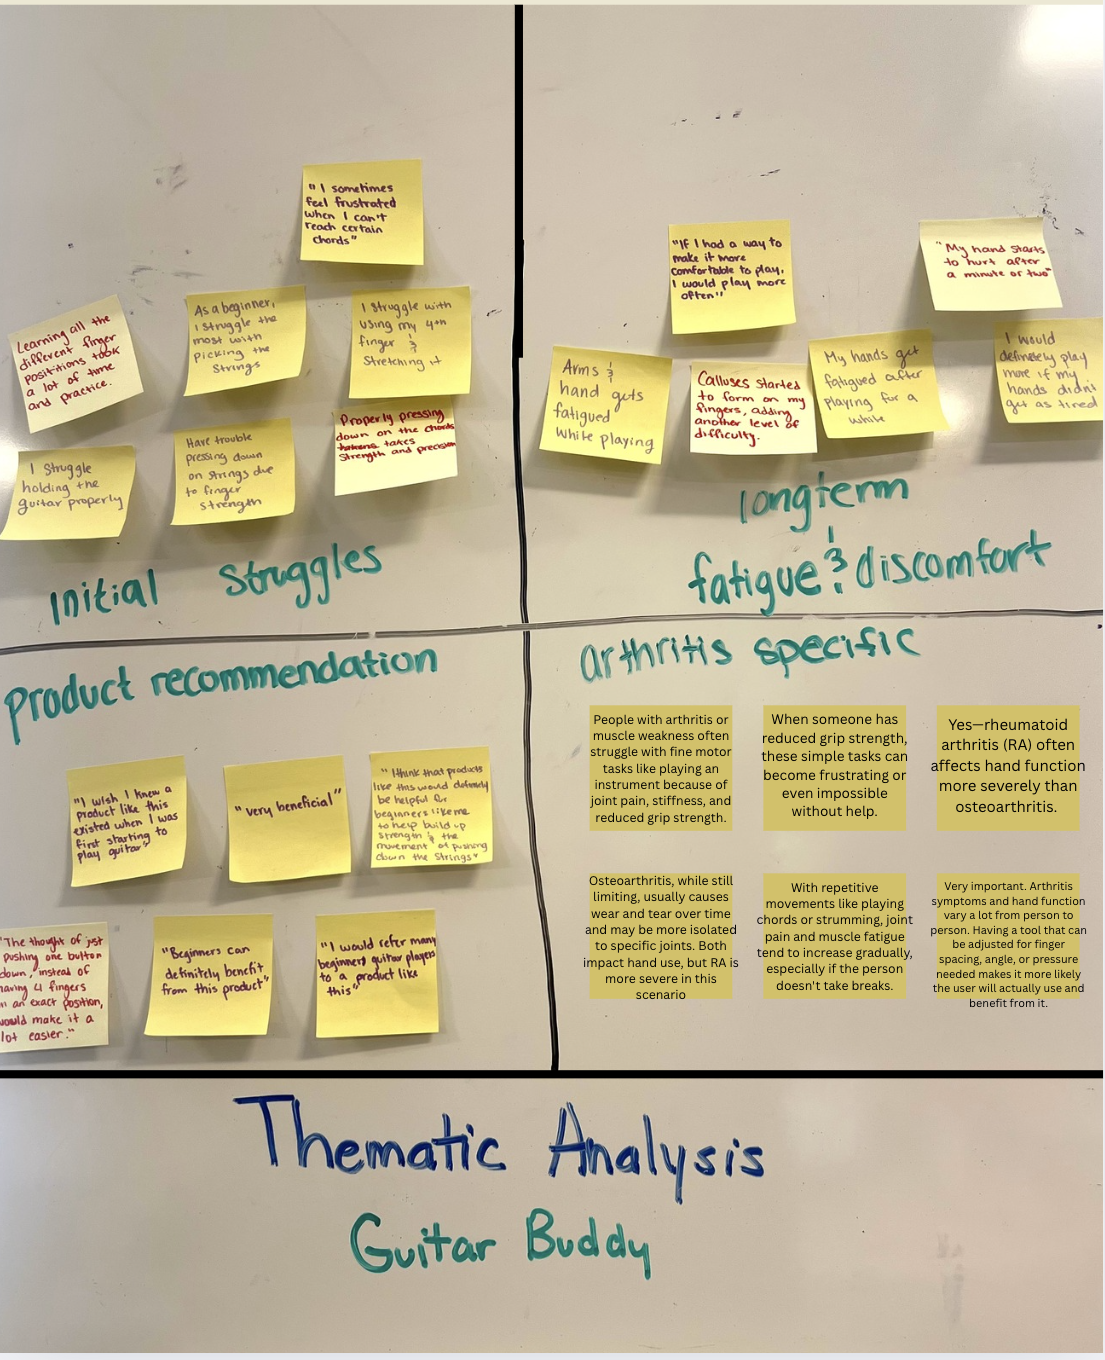 " I sometimes
feel frustrated
when I can't
reach certain
chords"
Learning all the
different finger
posititions took
a lot of time
and practice.
As a beginner,
I struggle the
most with
picking the
strings
I struggle with
using my 4th
finger &
stretching it
I struggle
holding the
guitar properly
Have trouble
pressing down
on strings due
to finger
strength
Properly pressing
down on the chords
takes
strength and precision
Initial Struggles
"If I had a way to
make it more
comfortable to play,
I would play more
often"
"My hand starts
to hurt after
a minute or two"
Arms &
hand gets
fatigued
while playing
Calluses started
to form on my
fingers, adding
another level of
difficulty.
My hands get
fatigued after
playing for a
while
I would
definetely play
more if my
hands didn't
get as tired
longterm
fatigue & discomfort
product recommendation
"I wish I knew a
product like this
existed when I was
first starting to
play guitar"
"very beneficial"
"I think that products
like this would definitely
be helpful for
beginners like me
to help build up
strength & the
movement of pushing
down the strings"
"The thought of just
pushing one button
down, instead of
having 4 fingers
in an exact position,
would make it a
lot easier."
"Beginners can
definitely benefit
from this product"
"I would refer many
beginners guitar players
to a product like
this"
arthritis specific
People with arthritis or
muscle weakness often
struggle with fine motor
tasks like playing an
instrument because of
joint pain, stiffness, and
reduced grip strength.
When someone has
reduced grip strength,
these simple tasks can
become frustrating or
even impossible
without help.
Yes—rheumatoid
arthritis (RA) often
affects hand function
more severely than
osteoarthritis.
Osteoarthritis, while still
limiting, usually causes
wear and tear over time
and may be more isolated
to specific joints. Both
impact hand use, but RA is
more severe in this
scenario
With repetitive
movements like playing
chords or strumming, joint
pain and muscle fatigue
tend to increase gradually,
especially if the person
doesn't take breaks.
Very important. Arthritis
symptoms and hand function
vary a lot from person to
person. Having a tool that can
be adjusted for finger
spacing, angle, or pressure
needed makes it more likely
the user will actually use and
benefit from it.
Thematic Analysis
Guitar Buddy